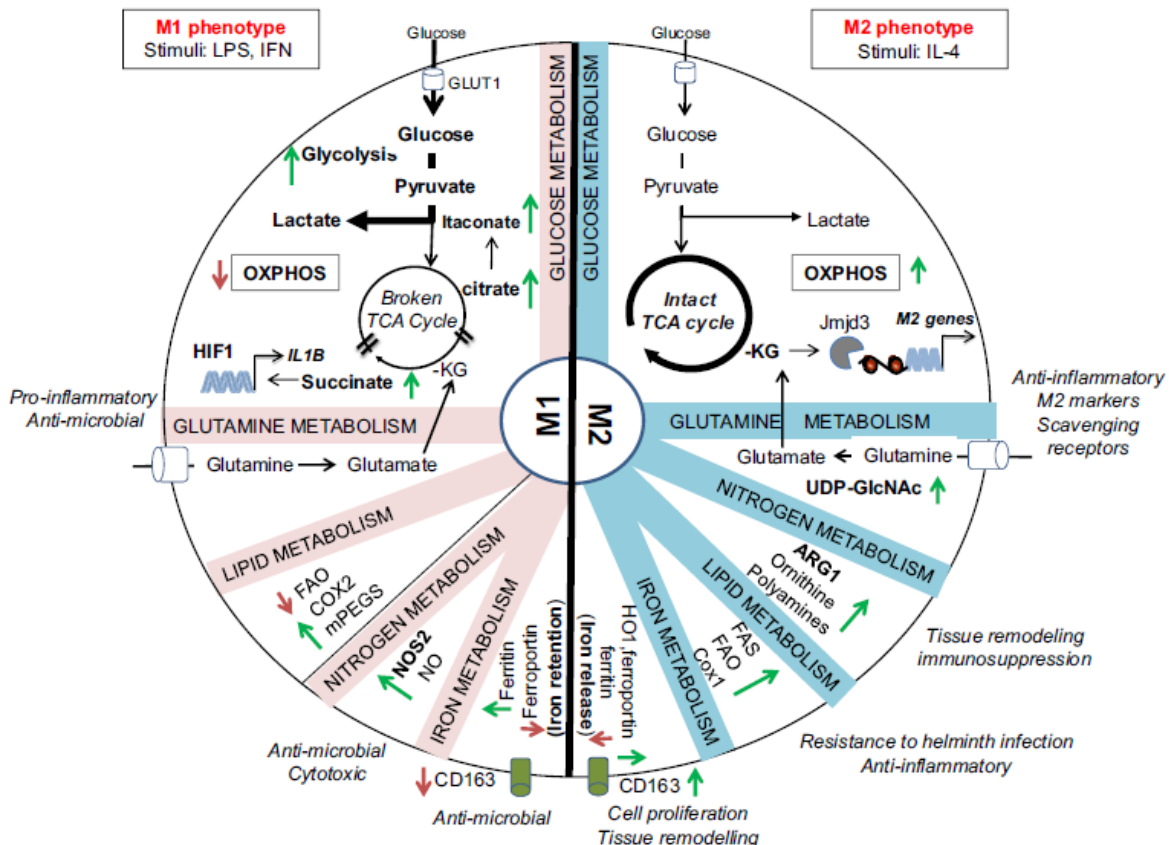 M1 phenotype
Stimuli: LPS, IFN
Glucose
GLUT1
Glucose
Glycolysis
Pyruvate
Lactate
Itaconate
OXPHOS
citrate
Broken
TCA Cycle
HIF1
IL1B
Succinate
-KG
Pro-inflammatory
Anti-microbial
GLUCOSE METABOLISM
GLUTAMINE METABOLISM
Glutamine
Glutamate
LIPID METABOLISM
FAO
COX2
mPEGS
NITROGEN METABOLISM
NOS2
NO
IRON METABOLISM
Ferritin
Ferroportin
(Iron retention)
Anti-microbial
Cytotoxic
CD163
Anti-microbial
M1
M2
M2 phenotype
Stimuli: IL-4
GLUCOSE METABOLISM
Glucose
Glucose
Pyruvate
Lactate
OXPHOS
Intact
TCA cycle
Jmjd3
M2 genes
-KG
Anti-inflammatory
M2 markers
Scavenging
receptors
GLUTAMINE METABOLISM
Glutamate
Glutamine
UDP-GlcNAc
NITROGEN METABOLISM
ARG1
Ornithine
Polyamines
Tissue remodeling
immunosuppression
LIPID METABOLISM
FAS
FAO
Cox1
Resistance to helminth infection
Anti-inflammatory
IRON METABOLISM
HO1,ferroportin
ferritin
(Iron release)
CD163
Cell proliferation
Tissue remodelling